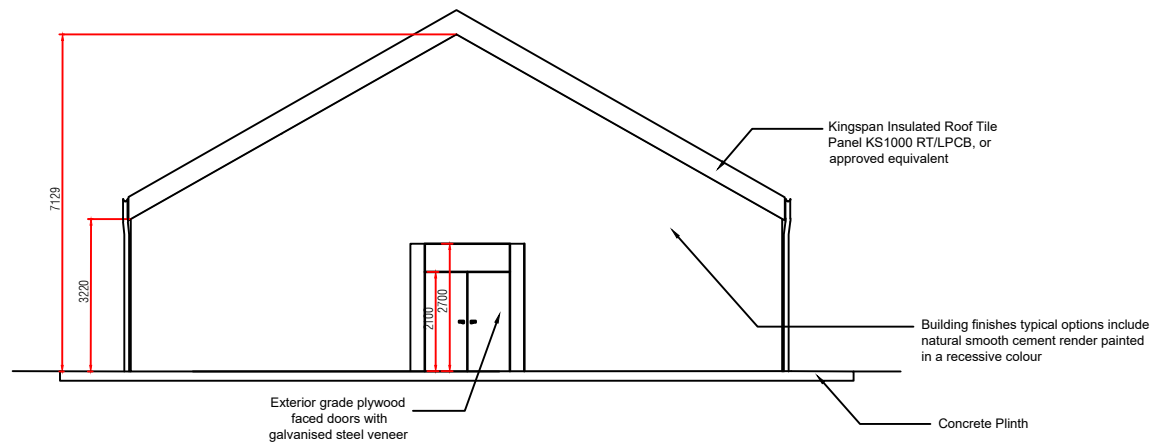 7129
3220
2100
2700
Kingspan Insulated Roof Tile
Panel KS1000 RT/LPCB, or
approved equivalent
Building finishes typical options include
natural smooth cement render painted
in a recessive colour
Exterior grade plywood
faced doors with
galvanised steel veneer
Concrete Plinth